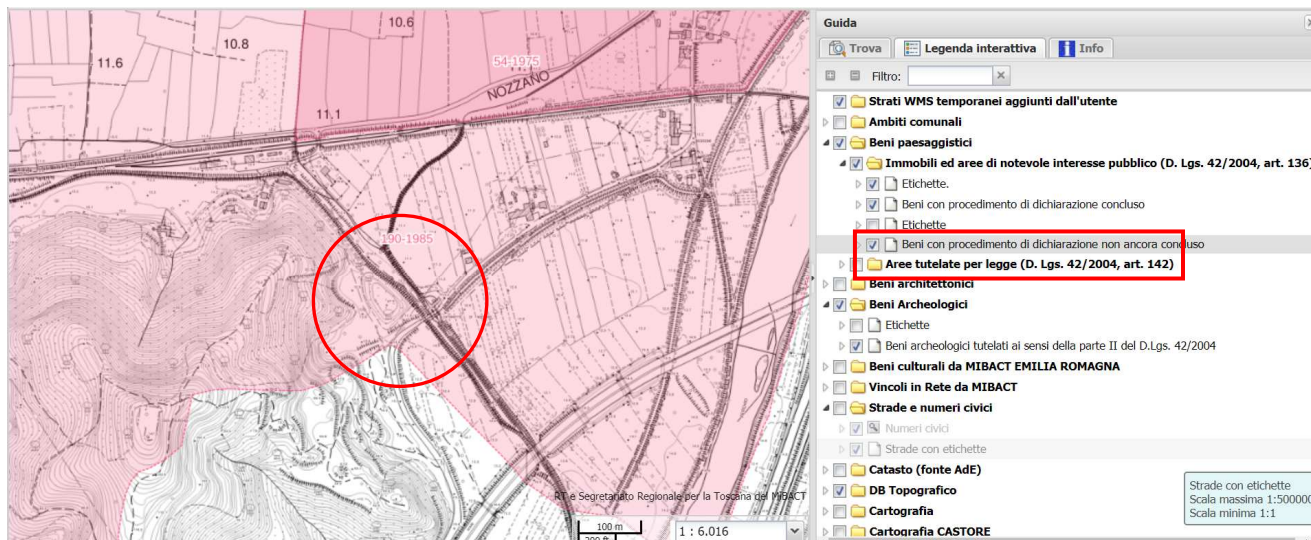 10.6
10.8
11.6
54-1975
NOZZANO
11.1
190-1985
RT e Segretariato Regionale per la Toscana del MiBACT
100 m
200 ft
1 : 6.016
Guida
Trova
Legenda interattiva
Info
Filtro:
Strati WMS temporanei aggiunti dall'utente
Ambiti comunali
Beni paesaggistici
Immobili ed aree di notevole interesse pubblico (D. Lgs. 42/2004, art. 136)
Etichette.
Beni con procedimento di dichiarazione concluso
Etichette
Beni con procedimento di dichiarazione non ancora concluso
Aree tutelate per legge (D. Lgs. 42/2004, art. 142)
Beni architettonici
Beni Archeologici
Etichette
Beni archeologici tutelati ai sensi della parte II del D.Lgs. 42/2004
Beni culturali da MIBACT EMILIA ROMAGNA
Vincoli in Rete da MIBACT
Strade e numeri civici
Numeri civici
Strade con etichette
Catasto (fonte AdE)
DB Topografico
Cartografia
Cartografia CASTORE
Strade con etichette
Scala massima 1:500000
Scala minima 1:1